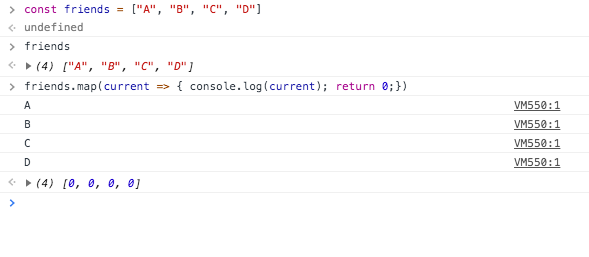 const friends = ["A", "B", "C", "D"]
undefined
friends
(4) ["A", "B", "C", "D"]
friends.map(current => { console.log(current); return 0;})
A VM550:1
B VM550:1
C VM550:1
D VM550:1
(4) [0, 0, 0, 0]